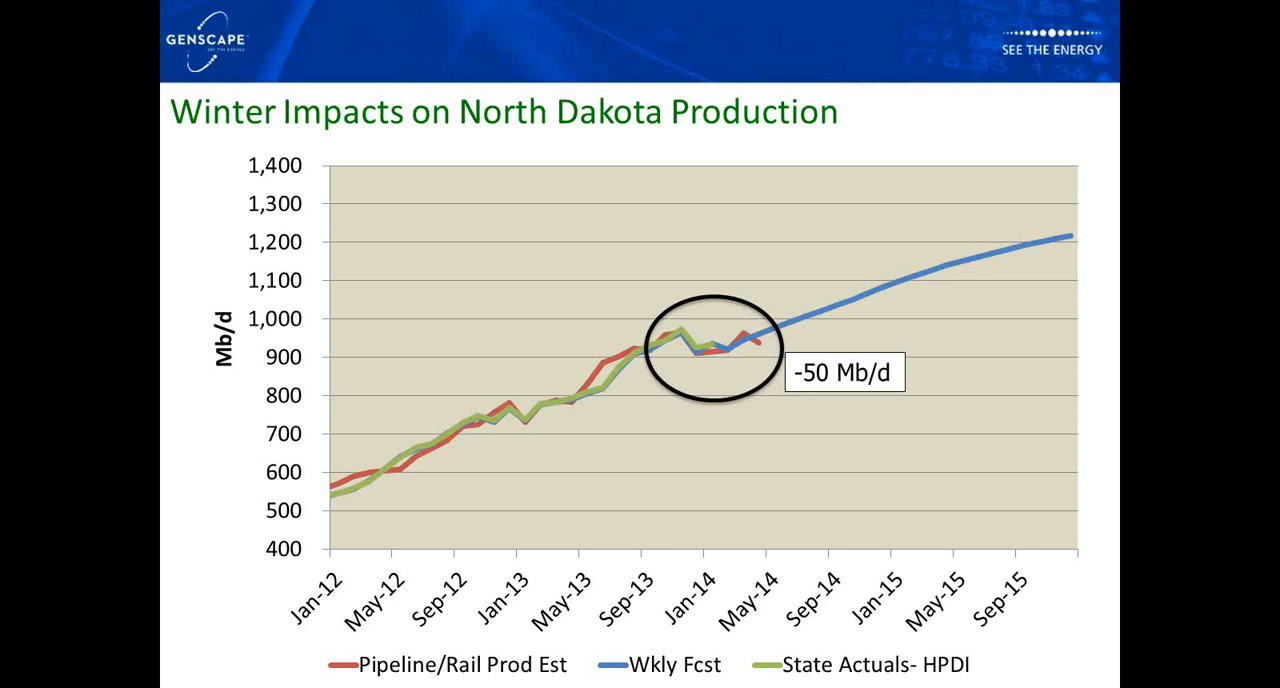 GENSCAPE
SEE THE ENERGY
SEE THE ENERGY
Winter Impacts on North Dakota Production
1,400
1,300
1,200
1,100
1,000
900
800
700
600
500
400
Mb/d
-50 Mb/d
Jan-12
May-12
Sep-12
Jan-13
May-13
Sep-13
Jan-14
May-14
Sep-14
Jan-15
May-15
Sep-15
Pipeline/Rail Prod Est
Wkly Fcst
State Actuals- HPDI